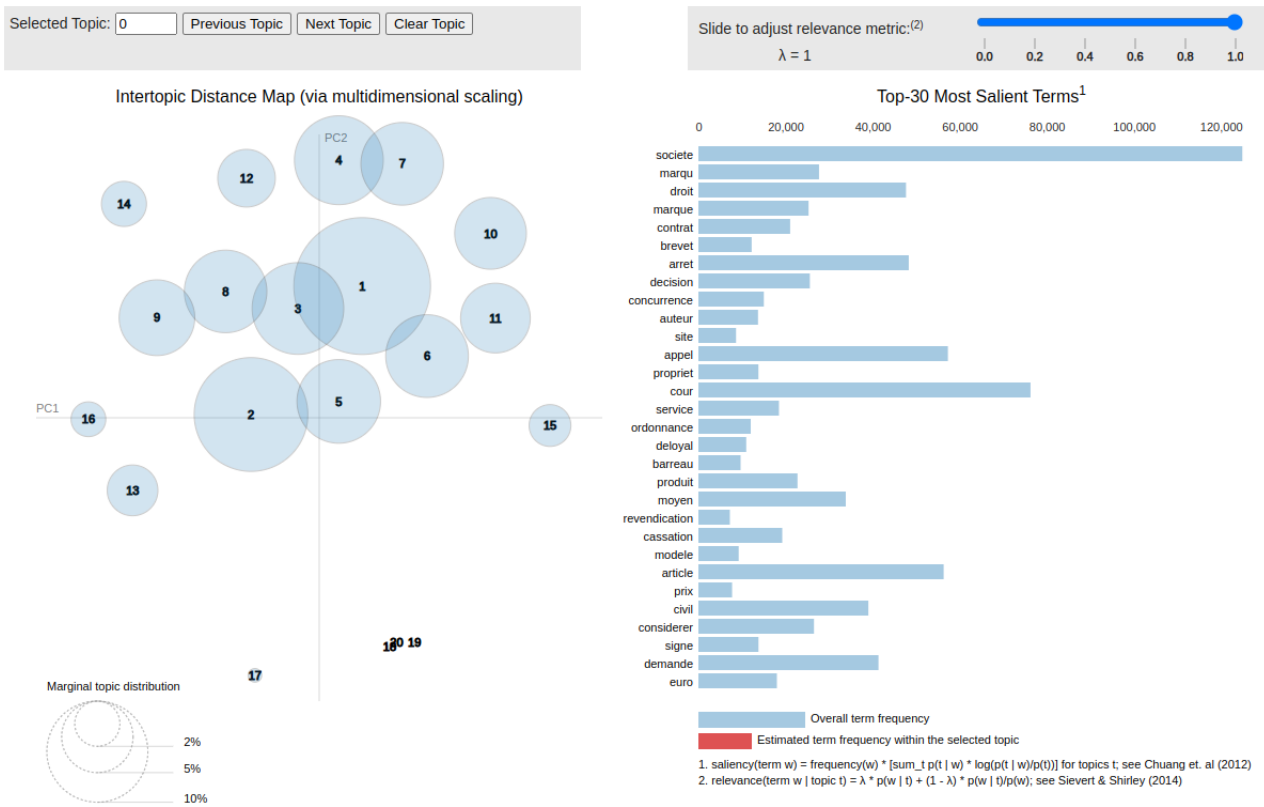 Selected Topic: 0 Previous Topic Next Topic Clear Topic
Slide to adjust relevance metric:(2)
λ = 1
0.0 0.2 0.4 0.6 0.8 1.0
Intertopic Distance Map (via multidimensional scaling)
PC2
4
7
12
14
10
1
8
3
9
11
6
5
2
PC1
16
15
13
18
20
19
17
Marginal topic distribution
2%
5%
10%
Top-30 Most Salient Terms1
0 20,000 40,000 60,000 80,000 100,000 120,000
societe
marqu
droit
marque
contrat
brevet
arret
decision
concurrence
auteur
site
appel
propriet
cour
service
ordonnance
deloyal
barreau
produit
moyen
revendication
cassation
modele
article
prix
civil
considerer
signe
demande
euro
Overall term frequency
Estimated term frequency within the selected topic
1. saliency(term w) = frequency(w) * [sum_t p(t | w) * log(p(t | w)/p(t))] for topics t; see Chuang et. al (2012)
2. relevance(term w | topic t) = λ * p(w | t) + (1 - λ) * p(w | t)/p(w); see Sievert & Shirley (2014)